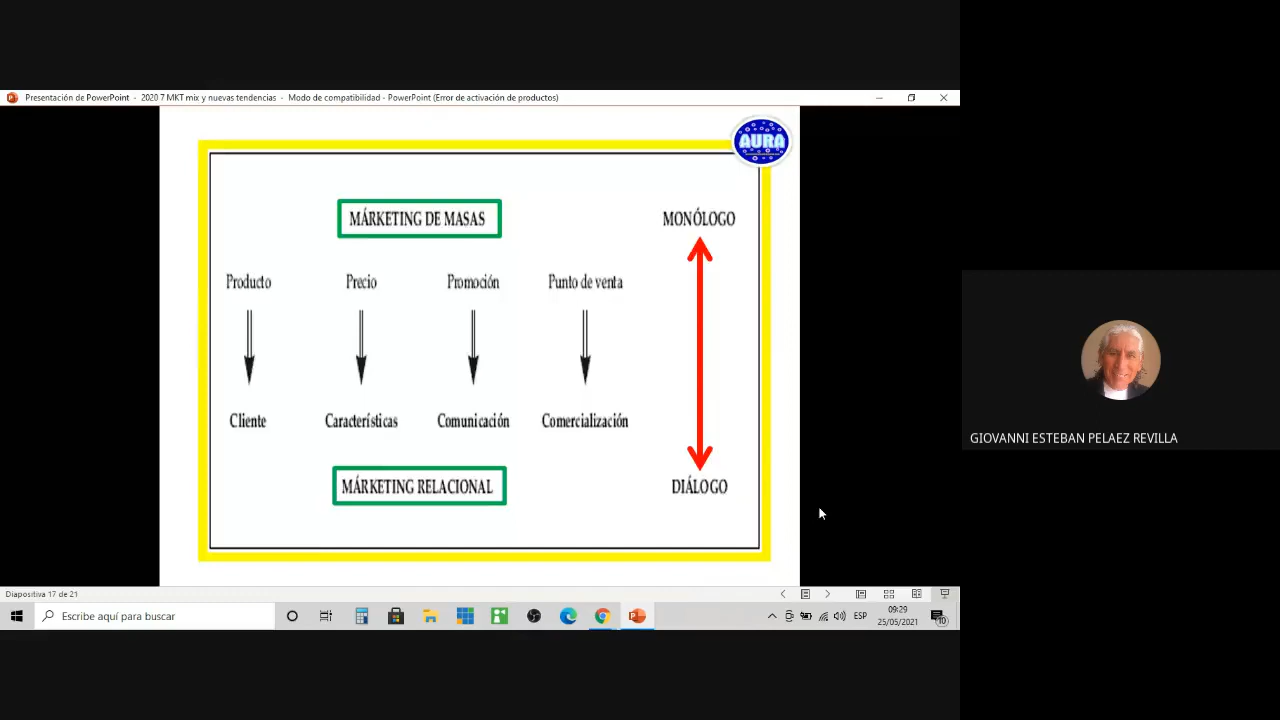 Presentación de PowerPoint - 2020 7 MKT mix y nuevas tendencias - Modo de compatibilidad - PowerPoint (Error de activación de productos)
AURA
MÁRKETING DE MASAS
MONÓLOGO
Producto
Precio
Promoción
Punto de venta
Cliente
Características
Comunicación
Comercialización
MÁRKETING RELACIONAL
DIÁLOGO
GIOVANNI ESTEBAN PELAEZ REVILLA
Diapositiva 17 de 21
Escribe aquí para buscar
ESP
09:29
25/05/2021
10